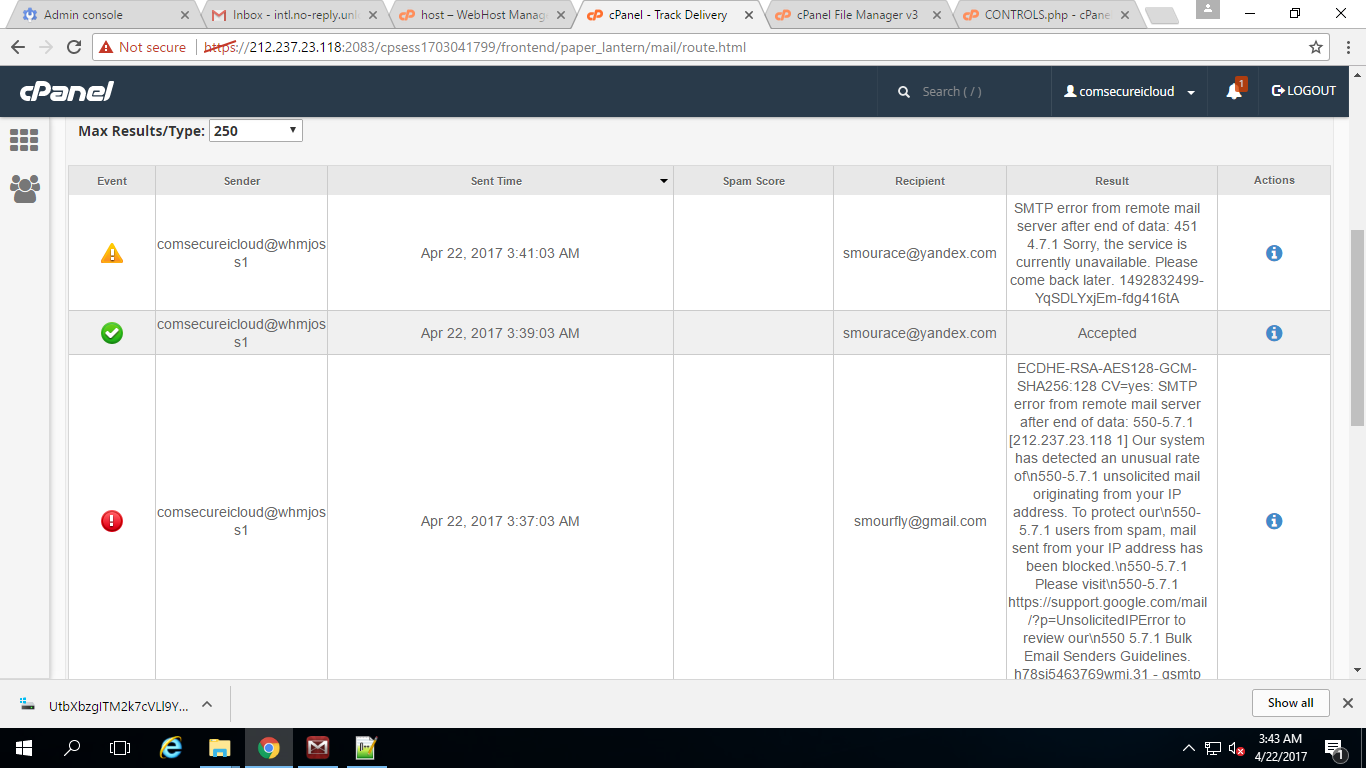 Admin console
Inbox - intl.no-reply.unl
host – WebHost Manag
cPanel - Track Delivery
cPanel File Manager v3
CONTROLS.php - cPane
Not secure
https://212.237.23.118:2083/cpsess1703041799/frontend/paper_lantern/mail/route.html
cPanel
Search ( / )
comsecureicloud
1
LOGOUT
Max Results/Type: 250
Event Sender Sent Time Spam Score Recipient Result Actions
comsecureicloud@whmjos
s1
Apr 22, 2017 3:41:03 AM
smourace@yandex.com
SMTP error from remote mail
server after end of data: 451
4.7.1 Sorry, the service is
currently unavailable. Please
come back later. 1492832499-
YqSDLYxjEm-fdg416tA
comsecureicloud@whmjos
s1
Apr 22, 2017 3:39:03 AM
smourace@yandex.com
Accepted
comsecureicloud@whmjos
s1
Apr 22, 2017 3:37:03 AM
smourfly@gmail.com
ECDHE-RSA-AES128-GCM-
SHA256:128 CV=yes: SMTP
error from remote mail server
after end of data: 550-5.7.1
[212.237.23.118 1] Our system
has detected an unusual rate
of\n550-5.7.1 unsolicited mail
originating from your IP
address. To protect our\n550-
5.7.1 users from spam, mail
sent from your IP address has
been blocked.\n550-5.7.1
Please visit\n550-5.7.1
https://support.google.com/mail
/?p=UnsolicitedIPError to
review our\n550 5.7.1 Bulk
Email Senders Guidelines.
h78si5463769wmi.31 - gsmtp
UtbXbzgITM2k7cVLl9Y...
Show all
3:43 AM
4/22/2017
1